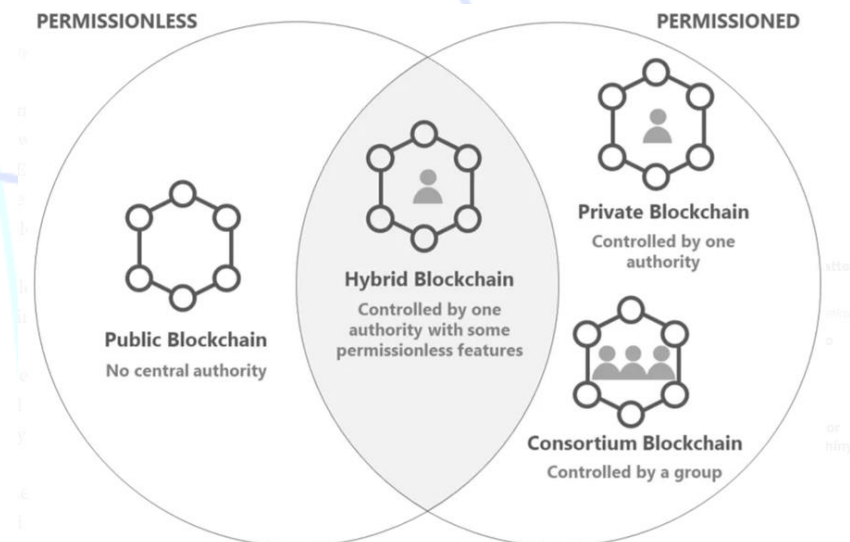 PERMISSIONLESS
PERMISSIONED
Public Blockchain
No central authority
Hybrid Blockchain
Controlled by one
authority with some
permissionless features
Private Blockchain
Controlled by one
authority
Consortium Blockchain
Controlled by a group